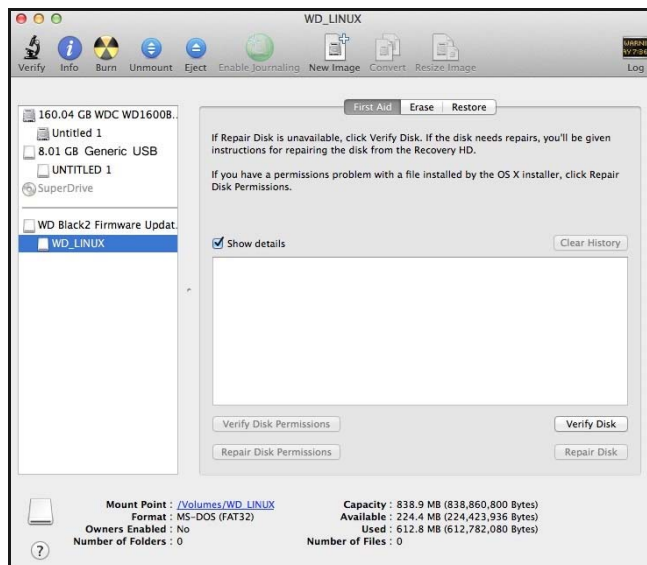 WD_LINUX
Verify Info Burn Unmount Eject Enable Journaling New Image Convert Resize Image Log
160.04 GB WDC WD1600B..
Untitled 1
8.01 GB Generic USB
UNTITLED 1
SuperDrive
WD Black2 Firmware Updat.
WD_LINUX
First Aid Erase Restore
If Repair Disk is unavailable, click Verify Disk. If the disk needs repairs, you'll be given
instructions for repairing the disk from the Recovery HD.
If you have a permissions problem with a file installed by the OS X installer, click Repair
Disk Permissions.
Show details Clear History
Verify Disk Permissions Verify Disk
Repair Disk Permissions Repair Disk
Mount Point : /Volumes/WD_LINUX
Format : MS-DOS (FAT32)
Owners Enabled : No
Number of Folders : 0
Capacity : 838.9 MB (838,860,800 Bytes)
Available : 224.4 MB (224,423,936 Bytes)
Used : 612.8 MB (612,782,080 Bytes)
Number of Files : 0
?